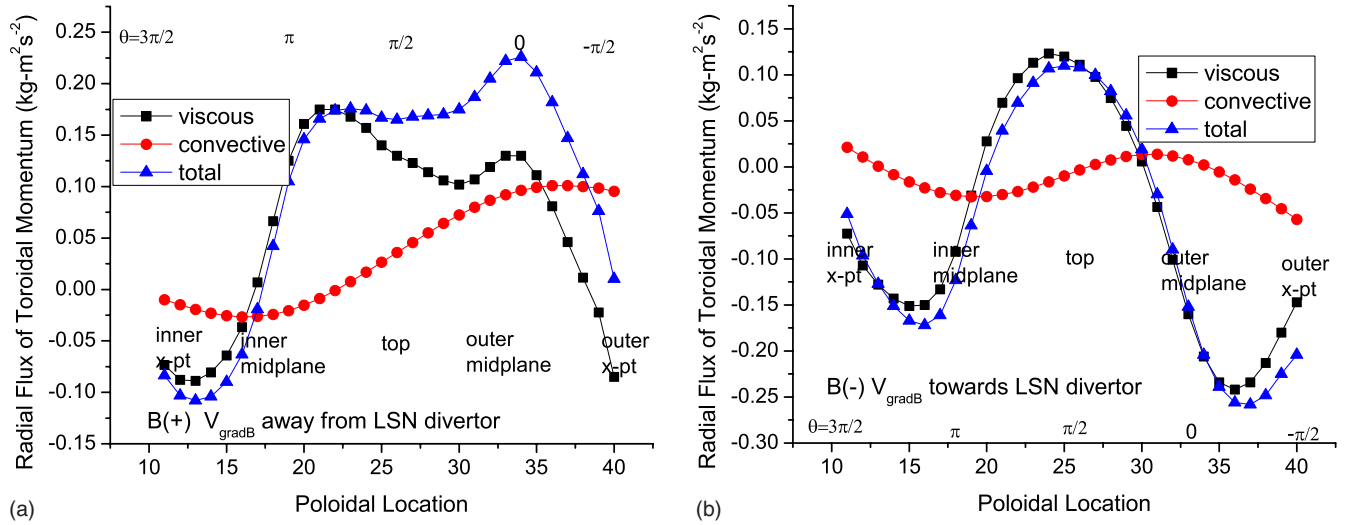 Radial Flux of Toroidal Momentum (kg-m²s⁻²)
0.25
0.20
0.15
0.10
0.05
0.00
-0.05
-0.10
-0.15
θ=3π/2
π
π/2
0
-π/2
viscous
convective
total
inner
x-pt
inner
midplane
top
outer
midplane
outer
x-pt
B(+) VgradB away from LSN divertor
10 15 20 25 30 35 40
Poloidal Location
(a)
Radial Flux of Toroidal Momentum (kg-m²s⁻²)
0.15
0.10
0.05
0.00
-0.05
-0.10
-0.15
-0.20
-0.25
-0.30
viscous
convective
total
inner
x-pt
inner
midplane
top
outer
midplane
outer
x-pt
B(-) VgradB towards LSN divertor
θ=3π/2
π
π/2
0
-π/2
10 15 20 25 30 35 40
Poloidal Location
(b)